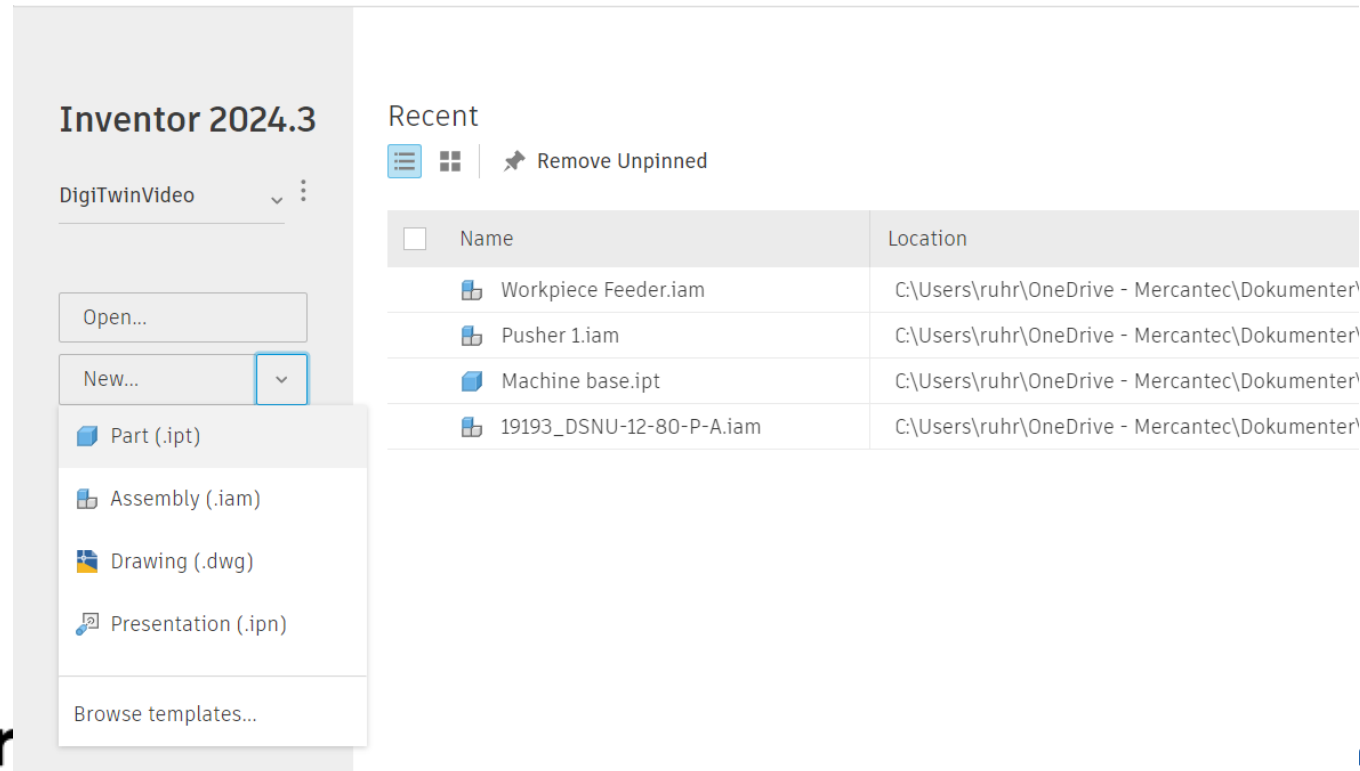 Inventor 2024.3
DigiTwinVideo
Open...
New...
Part (.ipt)
Assembly (.iam)
Drawing (.dwg)
Presentation (.ipn)
Browse templates...
Recent
Remove Unpinned
Name Location
Workpiece Feeder.iam C:\Users\ruhr\OneDrive - Mercantec\Dokumenter\
Pusher 1.iam C:\Users\ruhr\OneDrive - Mercantec\Dokumenter\
Machine base.ipt C:\Users\ruhr\OneDrive - Mercantec\Dokumenter\
19193_DSNU-12-80-P-A.iam C:\Users\ruhr\OneDrive - Mercantec\Dokumenter\